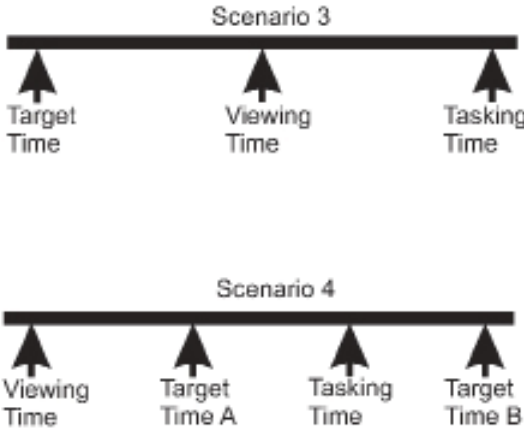 Scenario 3
Target Viewing Tasking
Time Time Time
Scenario 4
Viewing Target Tasking Target
Time Time A Time Time B